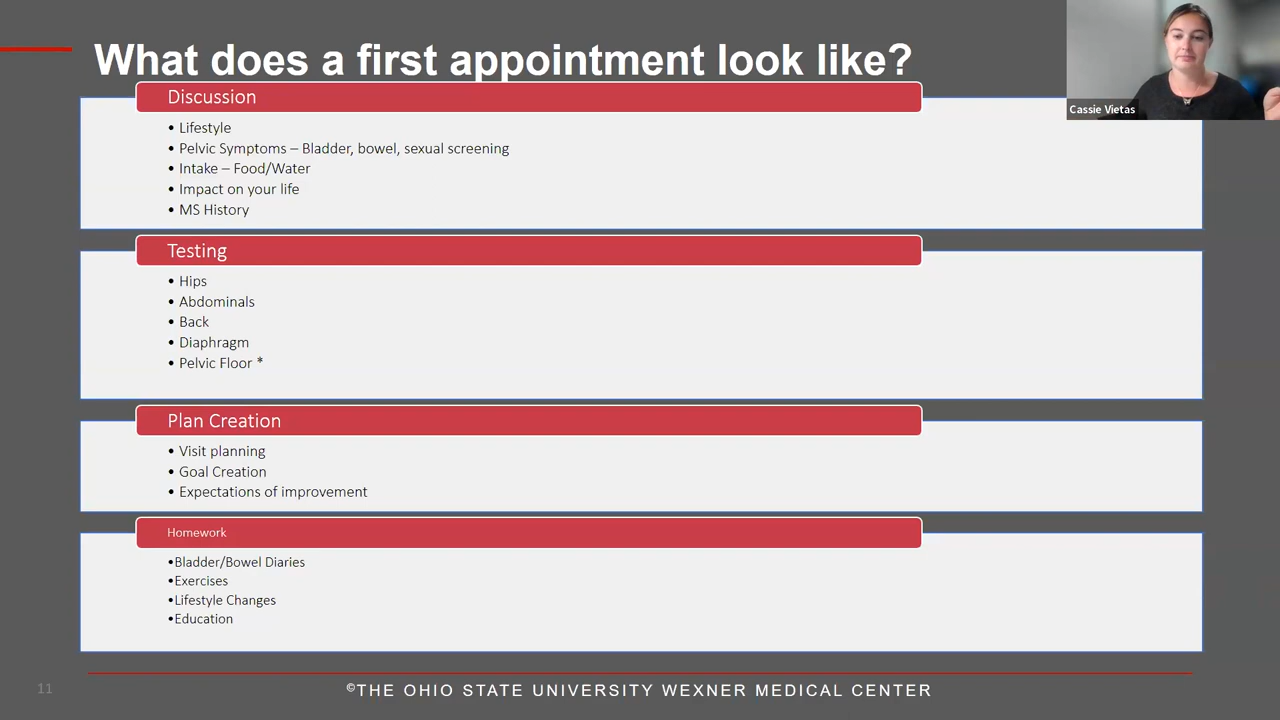 What does a first appointment look like?
Cassie Vietas
Discussion
• Lifestyle
• Pelvic Symptoms – Bladder, bowel, sexual screening
• Intake – Food/Water
• Impact on your life
• MS History
Testing
• Hips
• Abdominals
• Back
• Diaphragm
• Pelvic Floor *
Plan Creation
• Visit planning
• Goal Creation
• Expectations of improvement
Homework
•Bladder/Bowel Diaries
•Exercises
•Lifestyle Changes
•Education
11
©THE OHIO STATE UNIVERSITY WEXNER MEDICAL CENTER